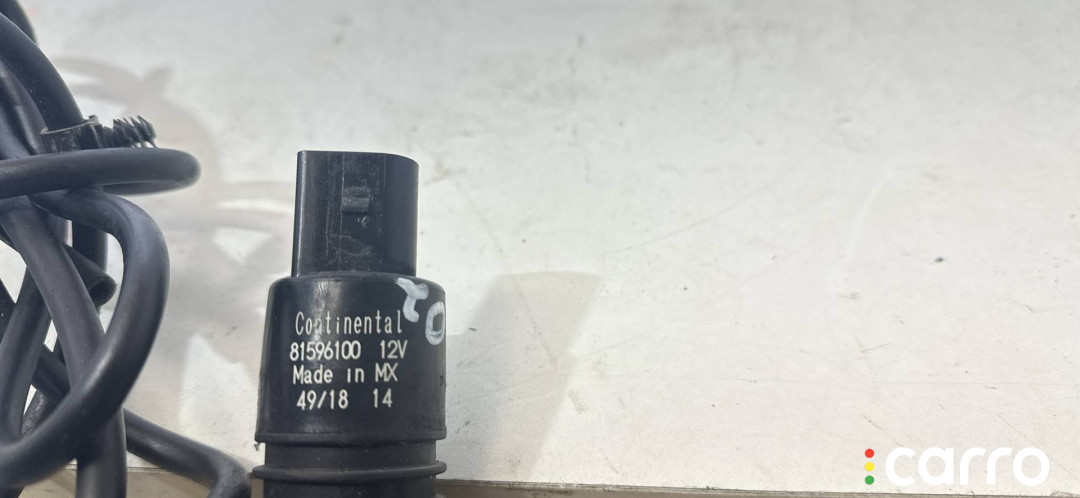 Continental
81596100 12V
Made in MX
49/18 14
carro